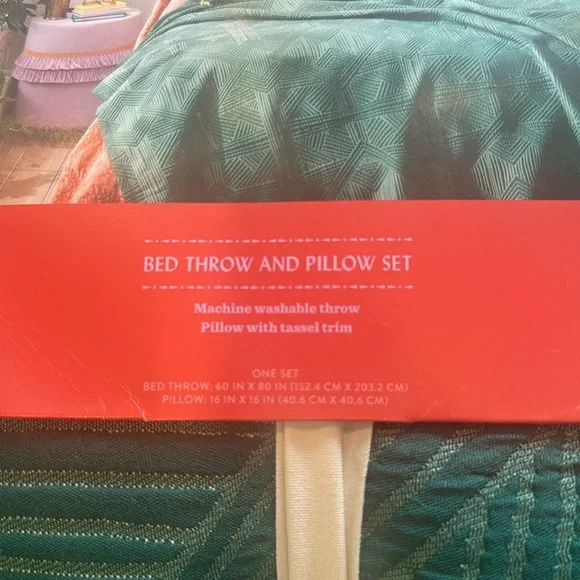 BED THROW AND PILLOW SET
Machine washable throw
Pillow with tassel trim
ONE SET
BED THROW: 60 IN X 80 IN (152.4 CM X 203.2 CM)
PILLOW: 16 IN X 16 IN (40.6 CM X 40.6 CM)